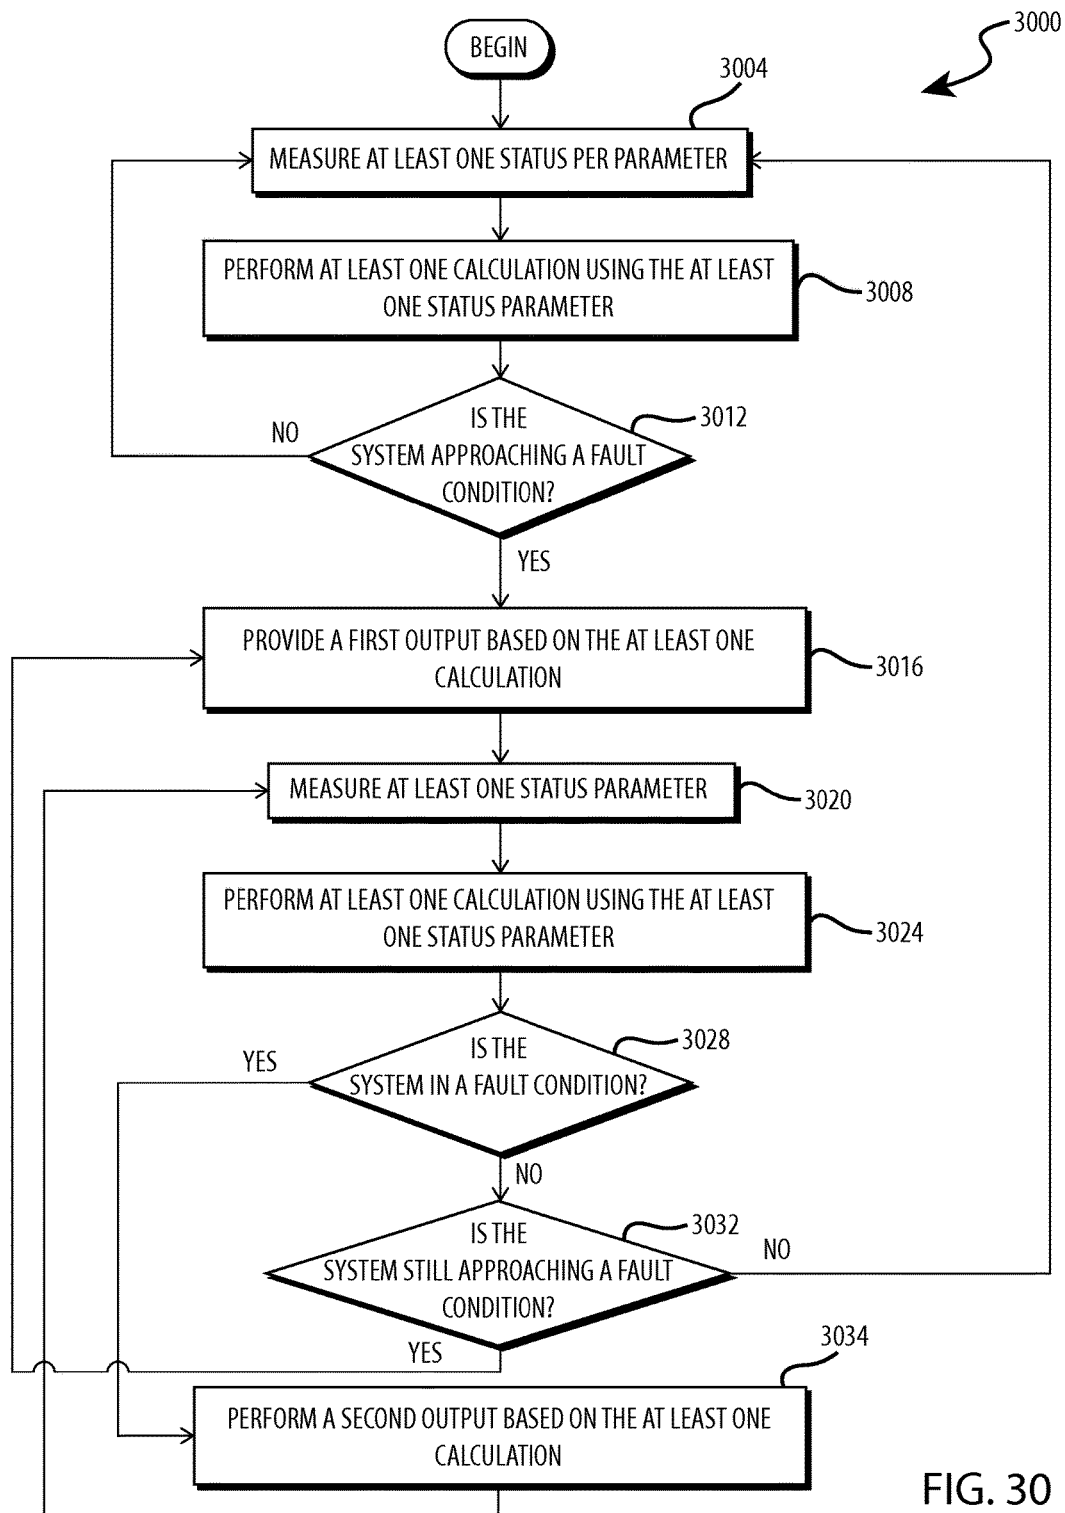 3000
BEGIN
3004
MEASURE AT LEAST ONE STATUS PER PARAMETER
PERFORM AT LEAST ONE CALCULATION USING THE AT LEAST
ONE STATUS PARAMETER
3008
IS THE
SYSTEM APPROACHING A FAULT
CONDITION?
3012
NO
YES
PROVIDE A FIRST OUTPUT BASED ON THE AT LEAST ONE
CALCULATION
3016
MEASURE AT LEAST ONE STATUS PARAMETER
3020
PERFORM AT LEAST ONE CALCULATION USING THE AT LEAST
ONE STATUS PARAMETER
3024
IS THE
SYSTEM IN A FAULT CONDITION?
3028
YES
NO
IS THE
SYSTEM STILL APPROACHING A FAULT
CONDITION?
3032
NO
YES
3034
PERFORM A SECOND OUTPUT BASED ON THE AT LEAST ONE
CALCULATION
FIG. 30